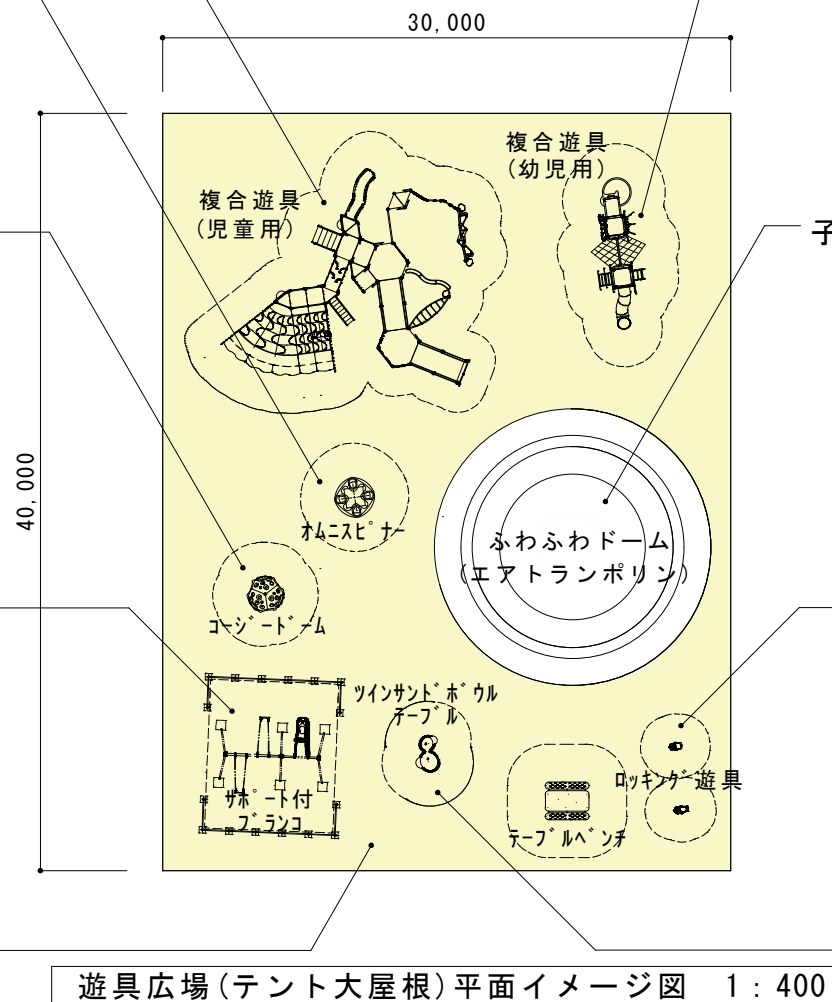 30,000
40,000
複合遊具
(幼児用)
複合遊具
(児童用)
子
オムニスピナー
ふわふわドーム
(エアトランポリン)
コージードーム
ツインサンドボウル
テーブル
ロッキング遊具
サポート付
ブランコ
テーブルベンチ
遊具広場(テント大屋根)平面イメージ図 1:400